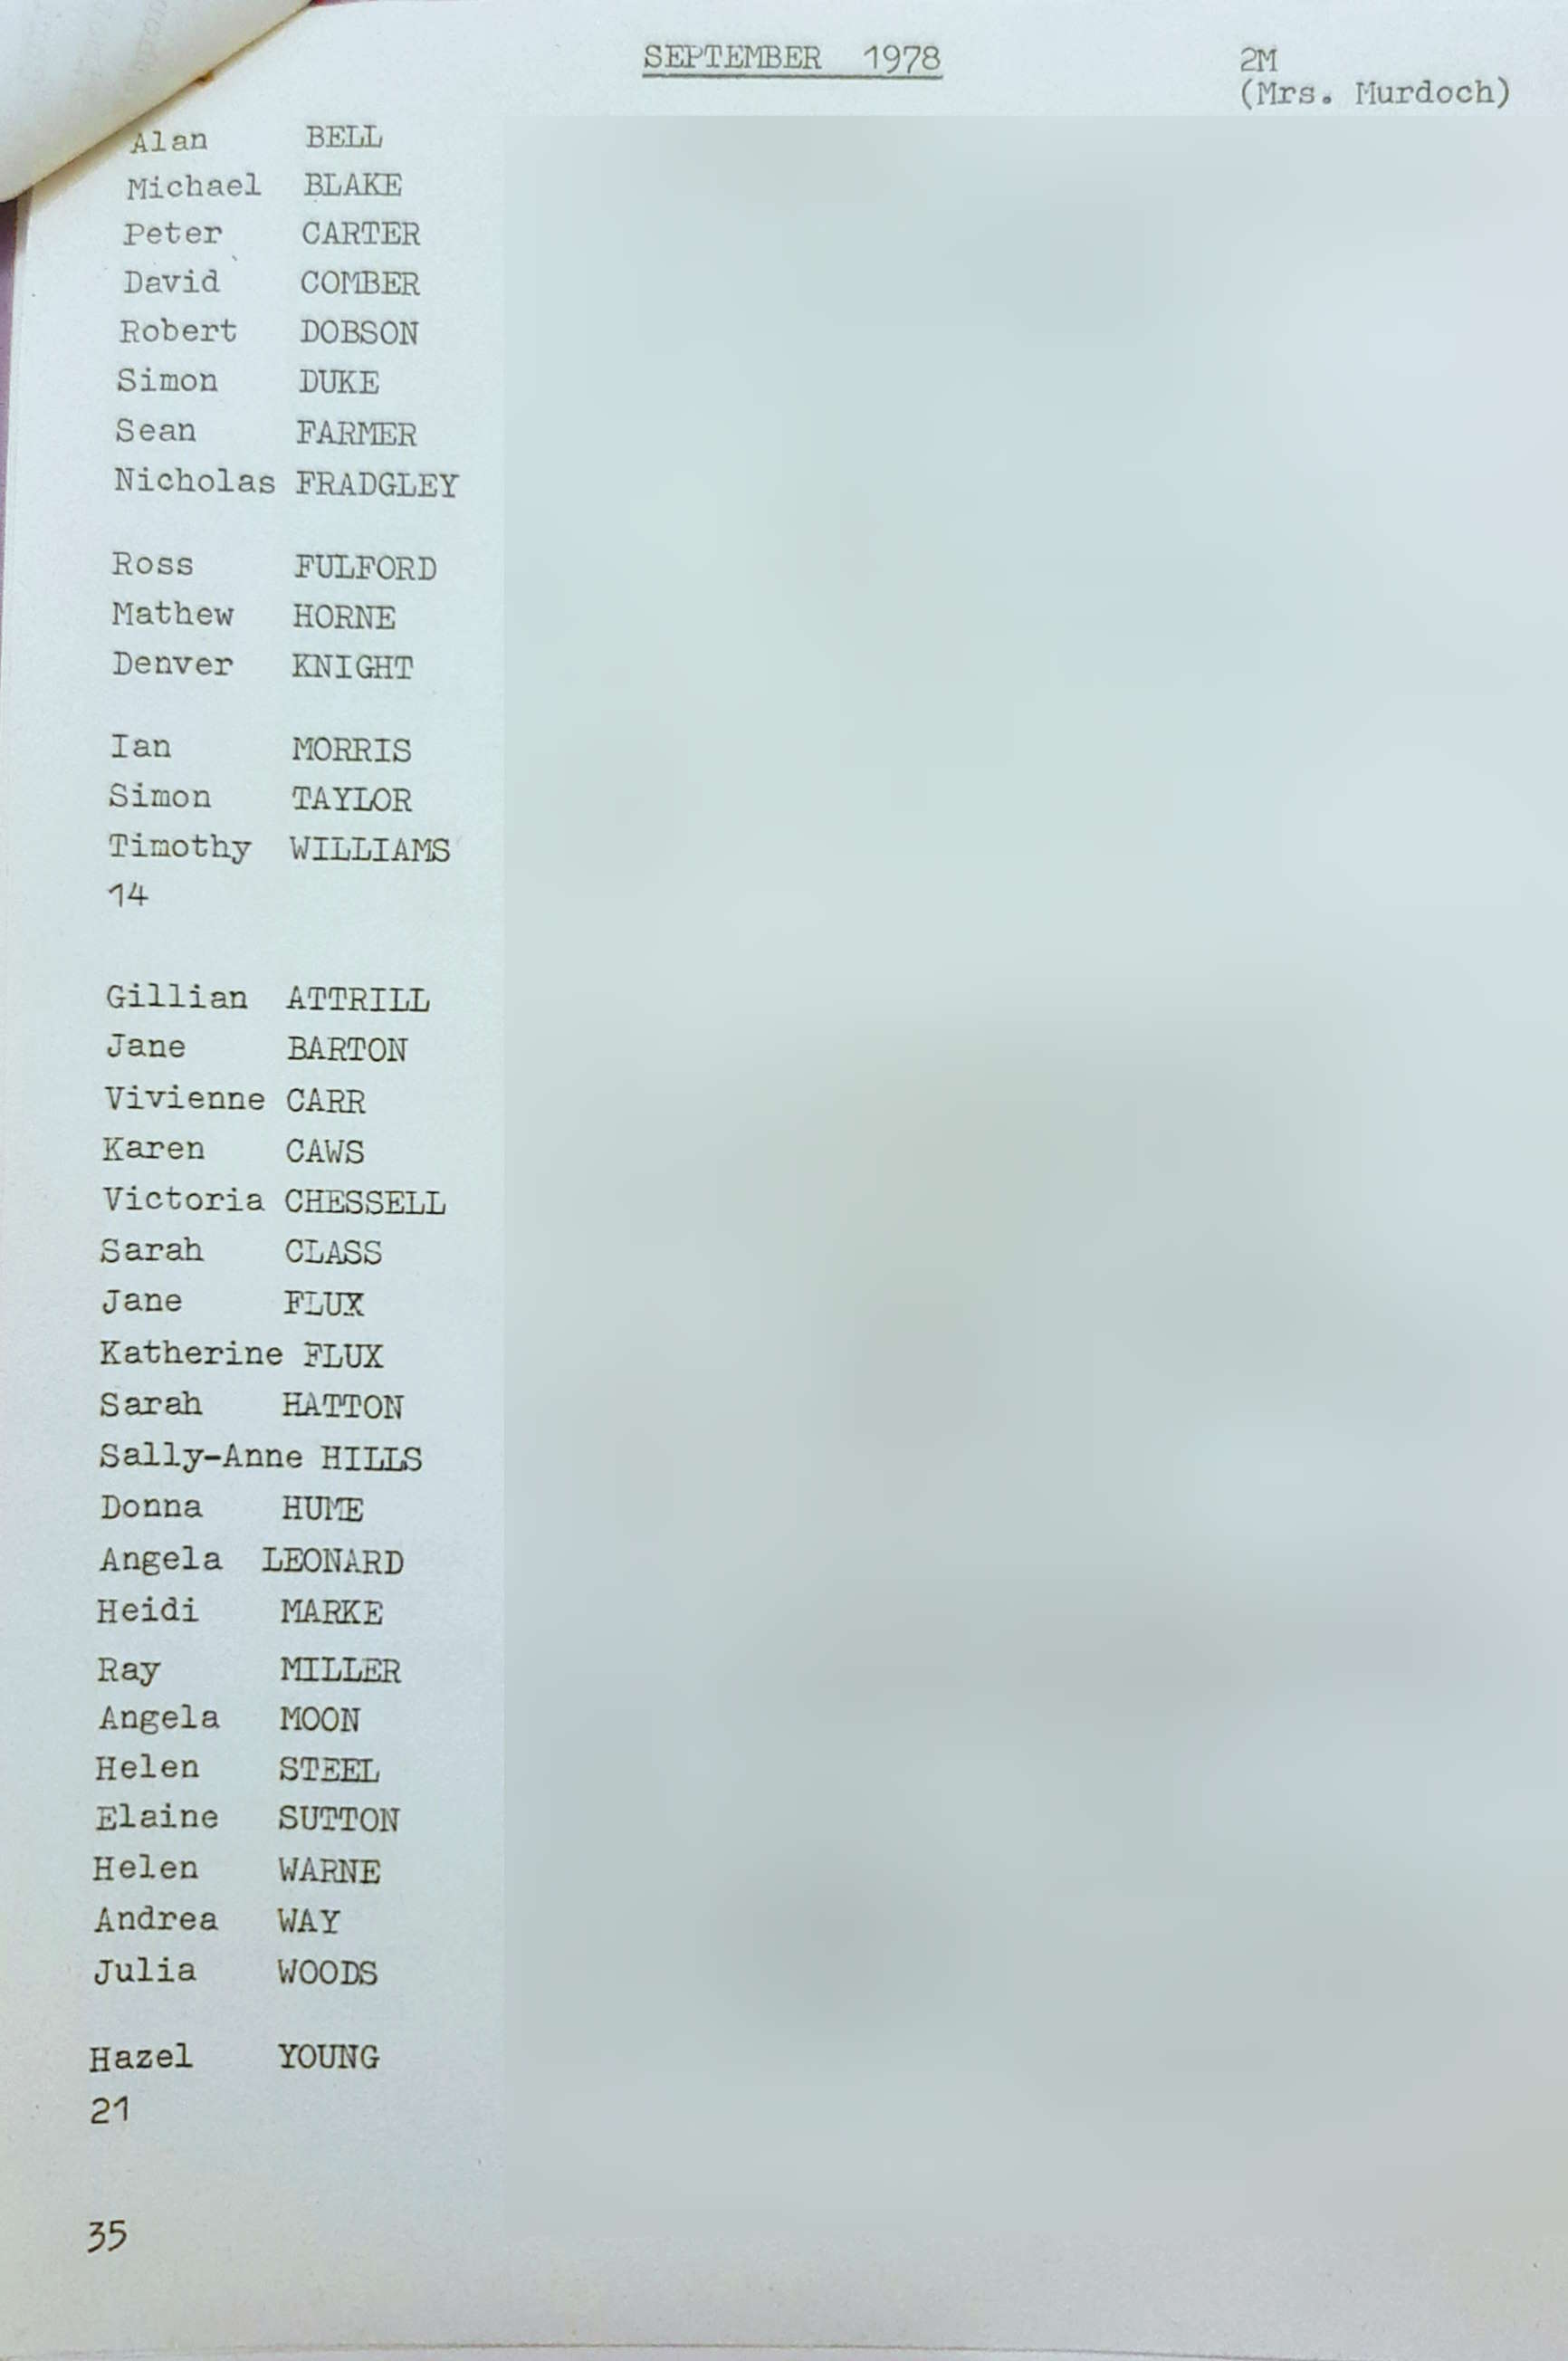 SEPTEMBER 1978
2M
(Mrs. Murdoch)
Alan BELL
Michael BLAKE
Peter CARTER
David COMBER
Robert DOBSON
Simon DUKE
Sean FARMER
Nicholas FRADGLEY
Ross FULFORD
Mathew HORNE
Denver KNIGHT
Ian MORRIS
Simon TAYLOR
Timothy WILLIAMS
14
Gillian ATTRILL
Jane BARTON
Vivienne CARR
Karen CAWS
Victoria CHESSELL
Sarah CLASS
Jane FLUX
Katherine FLUX
Sarah HATTON
Sally-Anne HILLS
Donna HUME
Angela LEONARD
Heidi MARKE
Ray MILLER
Angela MOON
Helen STEEL
Elaine SUTTON
Helen WARNE
Andrea WAY
Julia WOODS
Hazel YOUNG
21
35